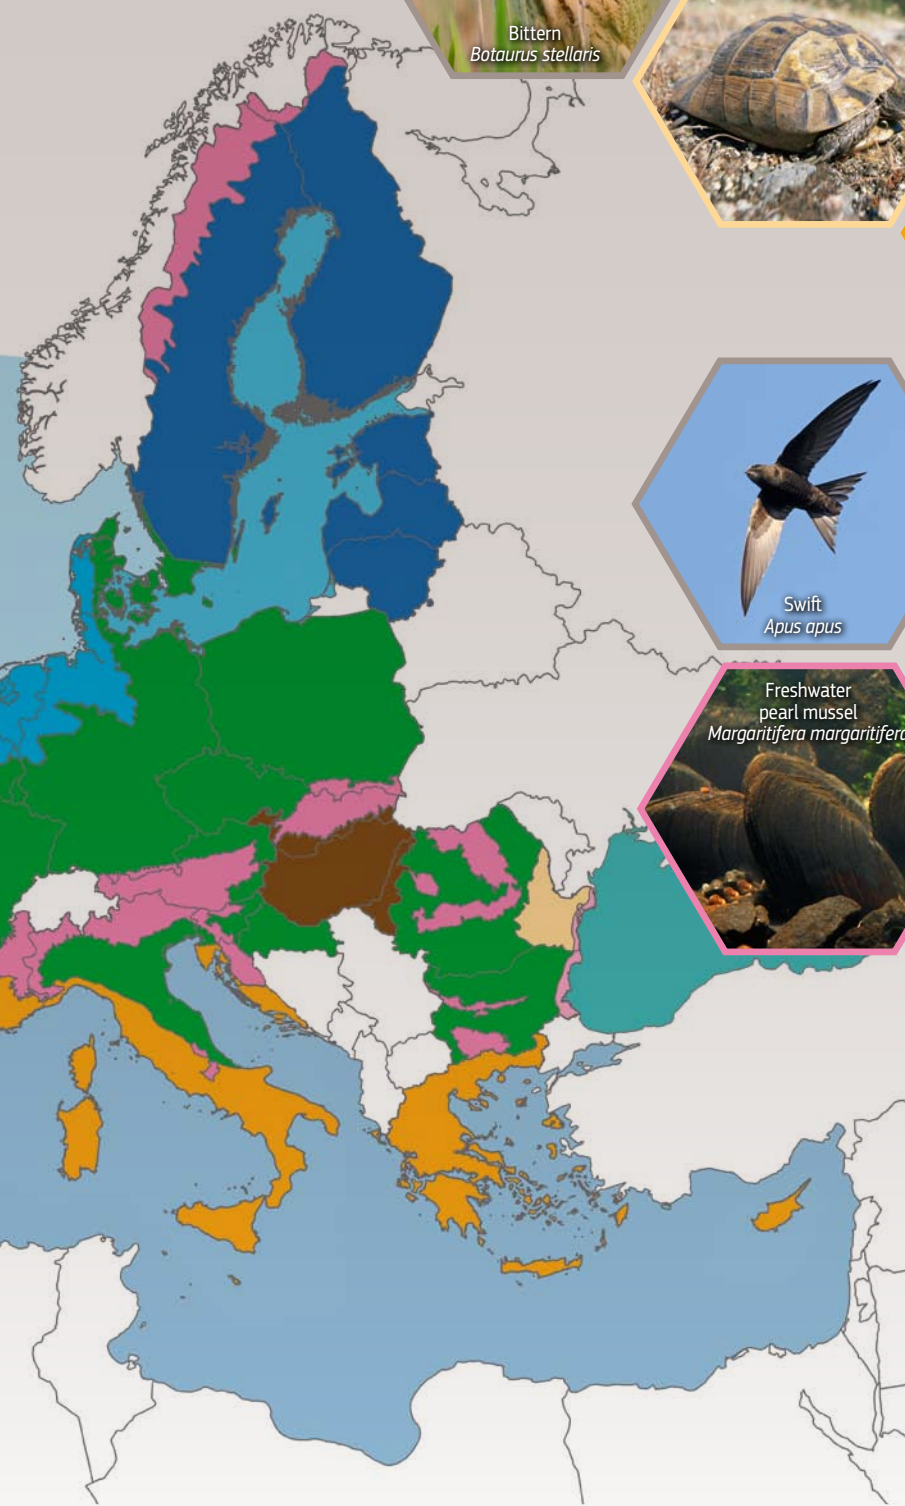 Bittern
Botaurus stellaris
Swift
Apus apus
Freshwater
pearl mussel
Margaritifera margaritifera